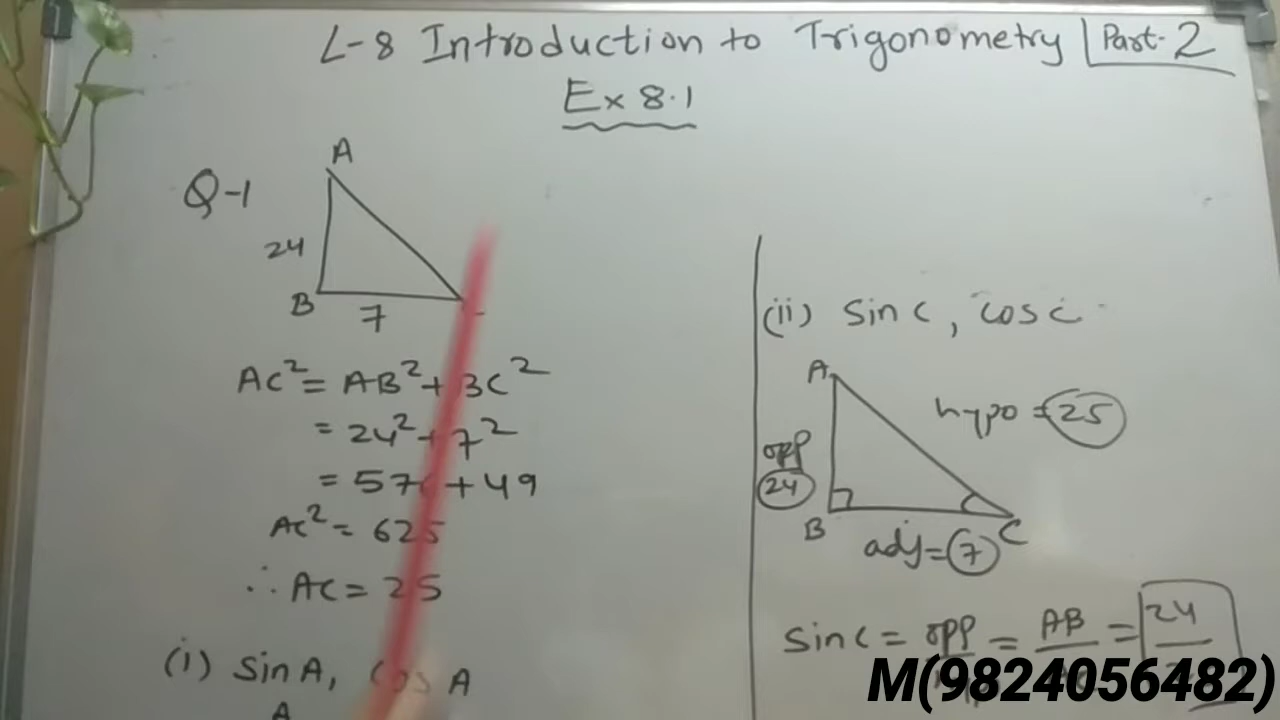 L-8 Introduction to Trigonometry Part-2
Ex 8.1
Q-1
A
24
B
7
AC² = AB² + BC²
= 24² + 7²
= 576 + 49
AC² = 625
∴ AC = 25
(i) Sin A, Cos A
A
(ii) Sin C, Cos C
A
hypo = 25
opp
24
B
adj = 7
C
Sin C = opp = AB = 24
M(9824056482)